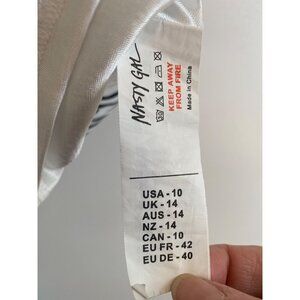 NASTY GAL
KEEP AWAY
FROM FIRE
Made in China
USA - 10
UK - 14
AUS - 14
NZ - 14
CAN - 10
EU FR - 42
EU DE - 40